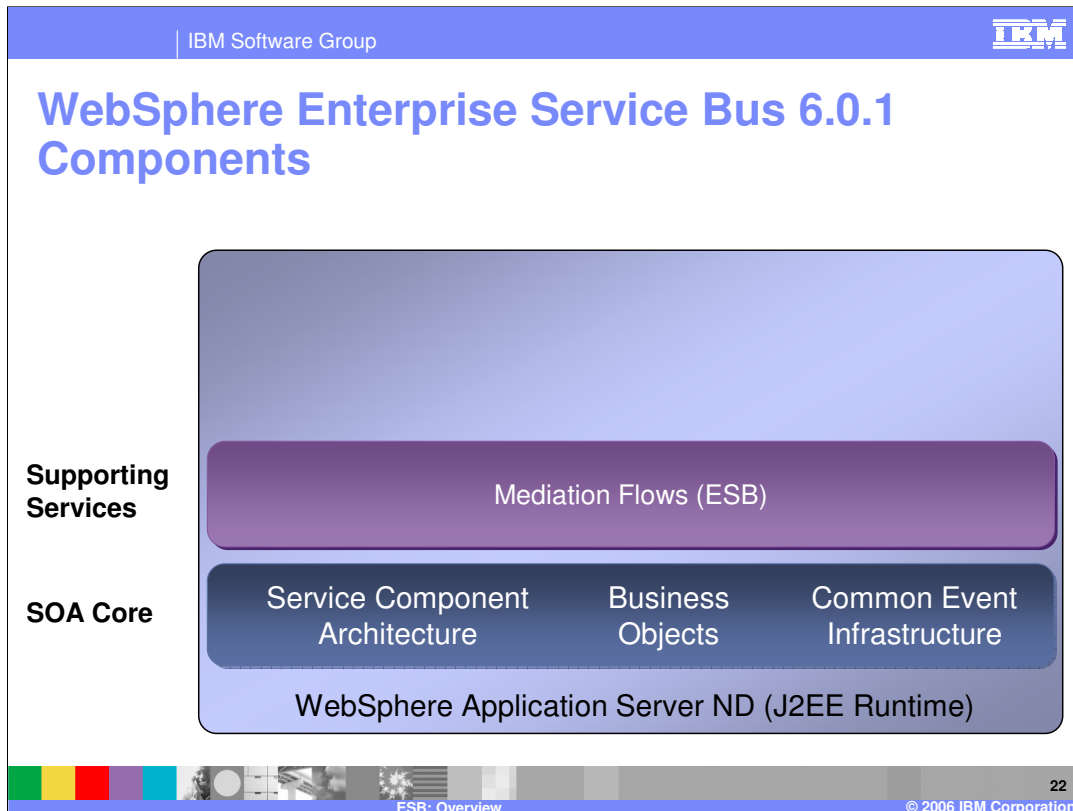 IBM Software Group
IBM
WebSphere Enterprise Service Bus 6.0.1
Components
Supporting
Services
Mediation Flows (ESB)
SOA Core
Service Component
Architecture
Business
Objects
Common Event
Infrastructure
WebSphere Application Server ND (J2EE Runtime)
22
ESB: Overview
© 2006 IBM Corporation